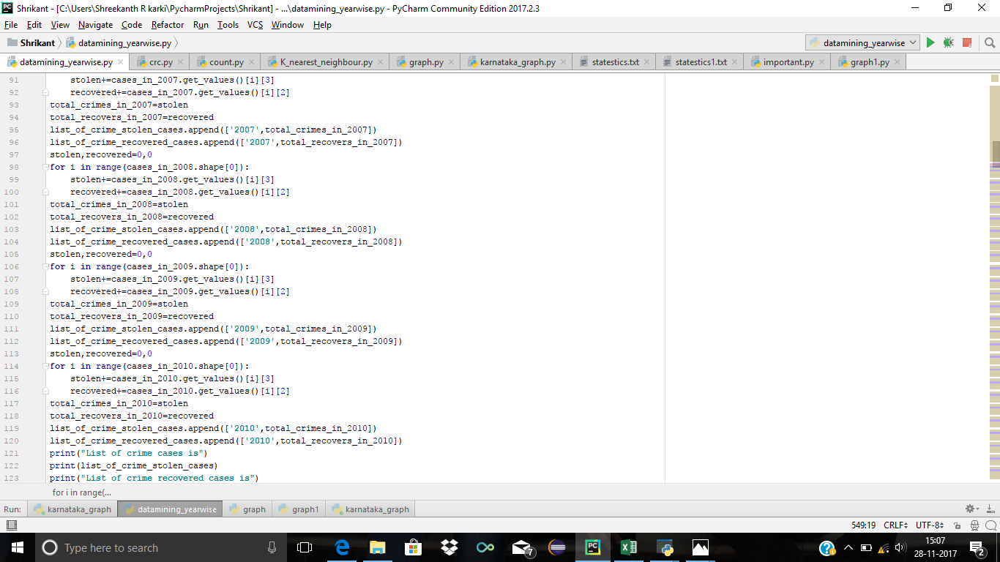 Shrikant - [C:\Users\Shreekanth R karki\PycharmProjects\Shrikant] - ...\datamining_yearwise.py - PyCharm Community Edition 2017.2.3
File Edit View Navigate Code Refactor Run Tools VCS Window Help
Shrikant datamining_yearwise.py datamining_yearwise
datamining_yearwise.py crc.py count.py K_nearest_neighbour.py graph.py karnataka_graph.py statestics.txt statestics1.txt important.py graph1.py
91 stolen+=cases_in_2007.get_values()[i][3]
92 recovered+=cases_in_2007.get_values()[i][2]
93 total_crimes_in_2007=stolen
94 total_recovers_in_2007=recovered
95 list_of_crime_stolen_cases.append(['2007',total_crimes_in_2007])
96 list_of_crime_recovered_cases.append(['2007',total_recovers_in_2007])
97 stolen,recovered=0,0
98 for i in range(cases_in_2008.shape[0]):
99 stolen+=cases_in_2008.get_values()[i][3]
100 recovered+=cases_in_2008.get_values()[i][2]
101 total_crimes_in_2008=stolen
102 total_recovers_in_2008=recovered
103 list_of_crime_stolen_cases.append(['2008',total_crimes_in_2008])
104 list_of_crime_recovered_cases.append(['2008',total_recovers_in_2008])
105 stolen,recovered=0,0
106 for i in range(cases_in_2009.shape[0]):
107 stolen+=cases_in_2009.get_values()[i][3]
108 recovered+=cases_in_2009.get_values()[i][2]
109 total_crimes_in_2009=stolen
110 total_recovers_in_2009=recovered
111 list_of_crime_stolen_cases.append(['2009',total_crimes_in_2009])
112 list_of_crime_recovered_cases.append(['2009',total_recovers_in_2009])
113 stolen,recovered=0,0
114 for i in range(cases_in_2010.shape[0]):
115 stolen+=cases_in_2010.get_values()[i][3]
116 recovered+=cases_in_2010.get_values()[i][2]
117 total_crimes_in_2010=stolen
118 total_recovers_in_2010=recovered
119 list_of_crime_stolen_cases.append(['2010',total_crimes_in_2010])
120 list_of_crime_recovered_cases.append(['2010',total_recovers_in_2010])
121 print("List of crime cases is")
122 print(list_of_crime_stolen_cases)
123 print("List of crime recovered cases is")
for i in range(...
Run: karnataka_graph datamining_yearwise graph graph1 karnataka_graph
549:19 CRLF UTF-8
Type here to search 7 15:07
28-11-2017 2